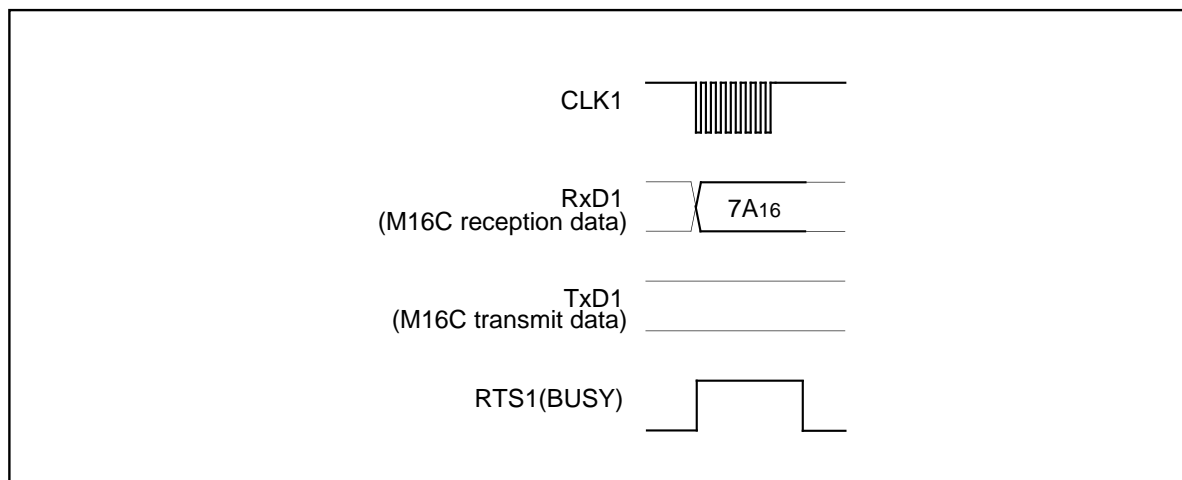 CLK1
RxD1
(M16C reception data)
7A16
TxD1
(M16C transmit data)
RTS1(BUSY)